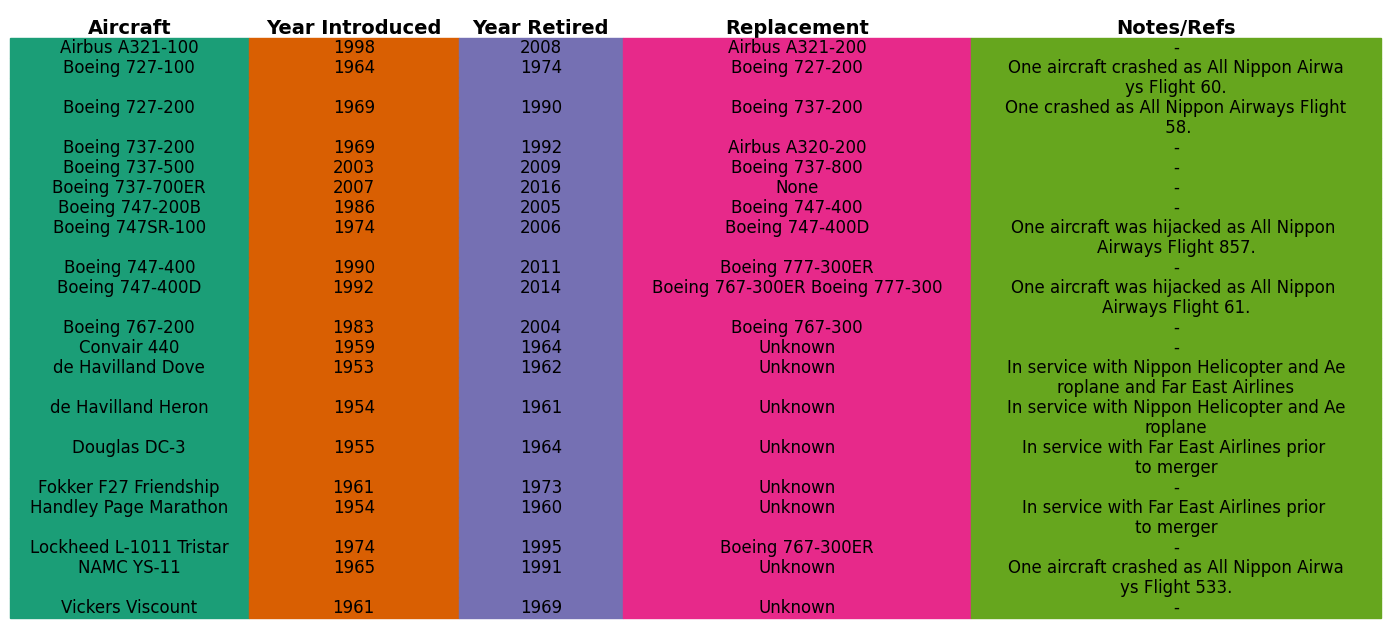 Aircraft Year Introduced Year Retired Replacement Notes/Refs
Airbus A321-100 1998 2008 Airbus A321-200 -
Boeing 727-100 1964 1974 Boeing 727-200 One aircraft crashed as All Nippon Airwa
ys Flight 60.
Boeing 727-200 1969 1990 Boeing 737-200 One crashed as All Nippon Airways Flight
58.
Boeing 737-200 1969 1992 Airbus A320-200 -
Boeing 737-500 2003 2009 Boeing 737-800 -
Boeing 737-700ER 2007 2016 None -
Boeing 747-200B 1986 2005 Boeing 747-400 -
Boeing 747SR-100 1974 2006 Boeing 747-400D One aircraft was hijacked as All Nippon
Airways Flight 857.
Boeing 747-400 1990 2011 Boeing 777-300ER -
Boeing 747-400D 1992 2014 Boeing 767-300ER Boeing 777-300 One aircraft was hijacked as All Nippon
Airways Flight 61.
Boeing 767-200 1983 2004 Boeing 767-300 -
Convair 440 1959 1964 Unknown -
de Havilland Dove 1953 1962 Unknown In service with Nippon Helicopter and Ae
roplane and Far East Airlines
de Havilland Heron 1954 1961 Unknown In service with Nippon Helicopter and Ae
roplane
Douglas DC-3 1955 1964 Unknown In service with Far East Airlines prior
to merger
Fokker F27 Friendship 1961 1973 Unknown -
Handley Page Marathon 1954 1960 Unknown In service with Far East Airlines prior
to merger
Lockheed L-1011 Tristar 1974 1995 Boeing 767-300ER -
NAMC YS-11 1965 1991 Unknown One aircraft crashed as All Nippon Airwa
ys Flight 533.
Vickers Viscount 1961 1969 Unknown -